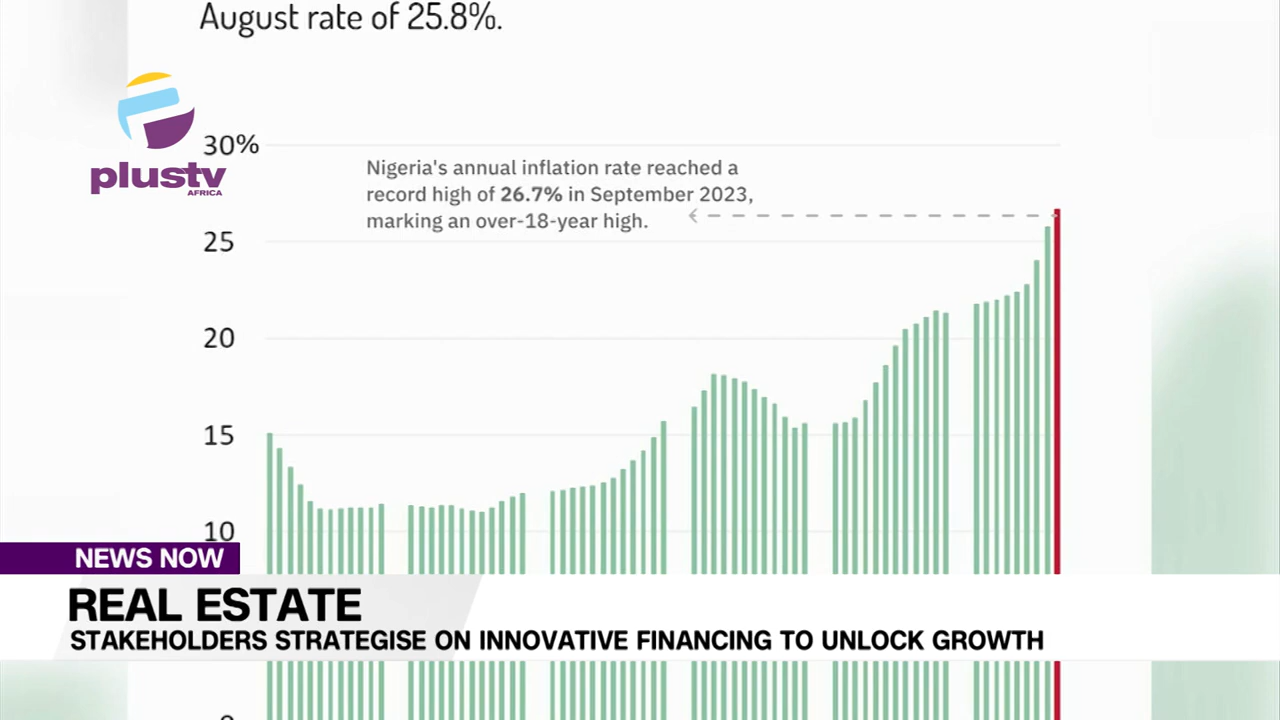 August rate of 25.8%.
plustv
AFRICA
30%
Nigeria's annual inflation rate reached a
record high of 26.7% in September 2023,
marking an over-18-year high.
25
20
15
10
NEWS NOW
REAL ESTATE
STAKEHOLDERS STRATEGISE ON INNOVATIVE FINANCING TO UNLOCK GROWTH